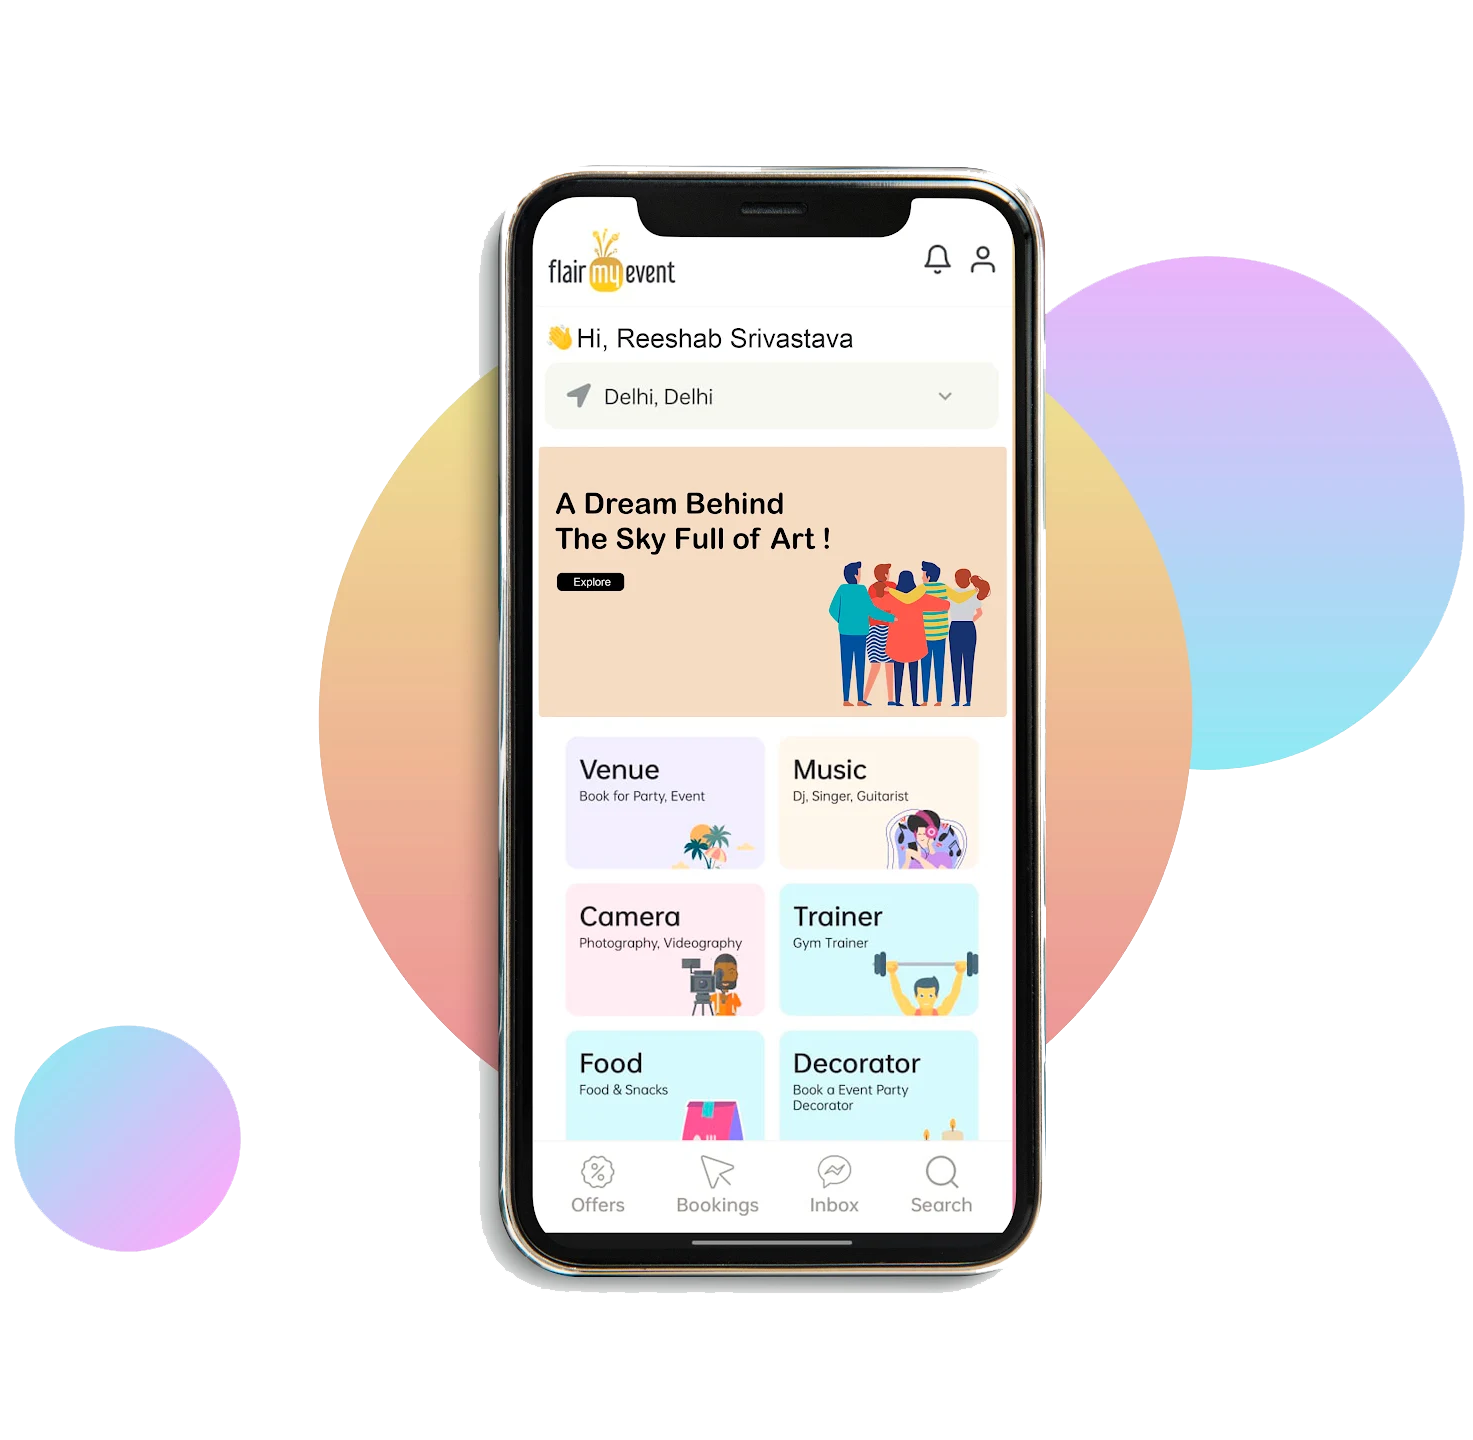 flair my event
Hi, Reeshab Srivastava
Delhi, Delhi
A Dream Behind
The Sky Full of Art !
Explore
Venue
Book for Party, Event
Music
Dj, Singer, Guitarist
Camera
Photography, Videography
Trainer
Gym Trainer
Food
Food & Snacks
Decorator
Book a Event Party
Decorator
Offers
Bookings
Inbox
Search